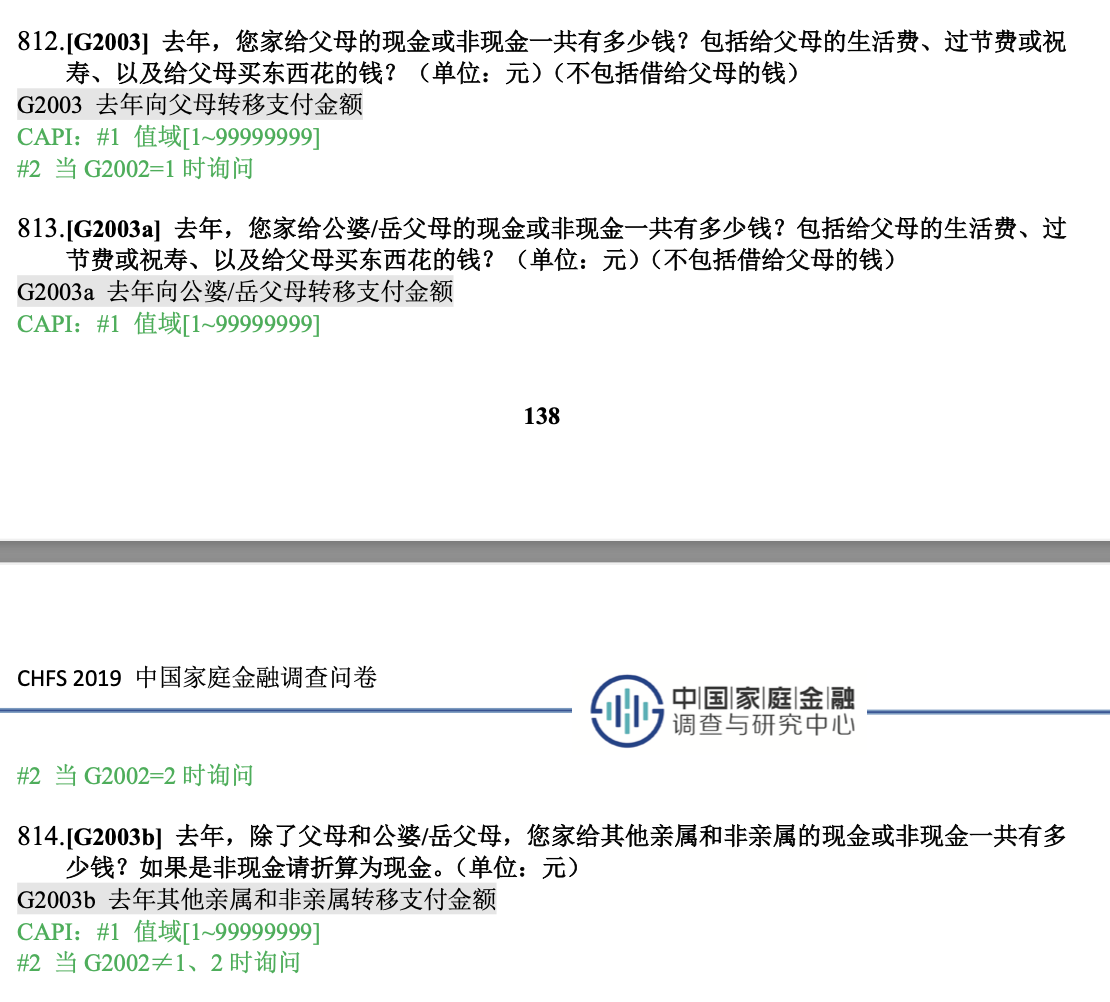 812.[G2003] 去年，您家给父母的现金或非现金一共有多少钱？包括给父母的生活费、过节费或祝
寿、以及给父母买东西花的钱？（单位：元）（不包括借给父母的钱）
G2003 去年向父母转移支付金额
CAPI：#1 值域[1~99999999]
#2 当 G2002=1 时询问
813.[G2003a] 去年，您家给公婆/岳父母的现金或非现金一共有多少钱？包括给父母的生活费、过
节费或祝寿、以及给父母买东西花的钱？（单位：元）（不包括借给父母的钱）
G2003a 去年向公婆/岳父母转移支付金额
CAPI：#1 值域[1~99999999]
138
CHFS 2019 中国家庭金融调查问卷
中|国|家|庭|金|融
调查与研究中心
#2 当 G2002=2 时询问
814.[G2003b] 去年，除了父母和公婆/岳父母，您家给其他亲属和非亲属的现金或非现金一共有多
少钱？如果是非现金请折算为现金。（单位：元）
G2003b 去年其他亲属和非亲属转移支付金额
CAPI：#1 值域[1~99999999]
#2 当 G2002≠1、2 时询问